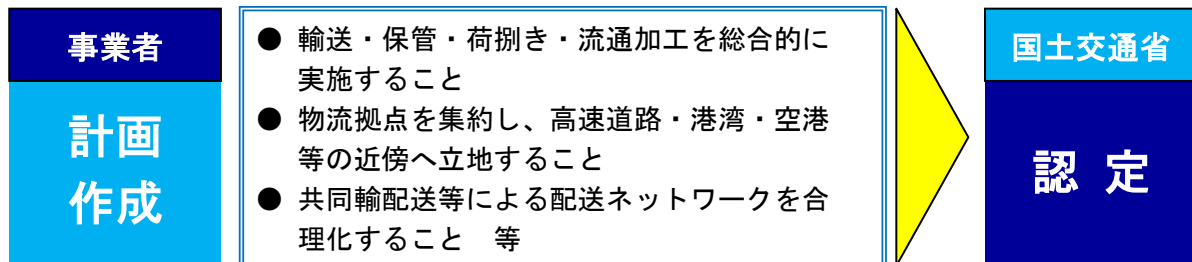 事業者
計画
作成
● 輸送・保管・荷捌き・流通加工を総合的に
実施すること
● 物流拠点を集約し、高速道路・港湾・空港
等の近傍へ立地すること
● 共同輸配送等による配送ネットワークを合
理化すること　等
国土交通省
認 定